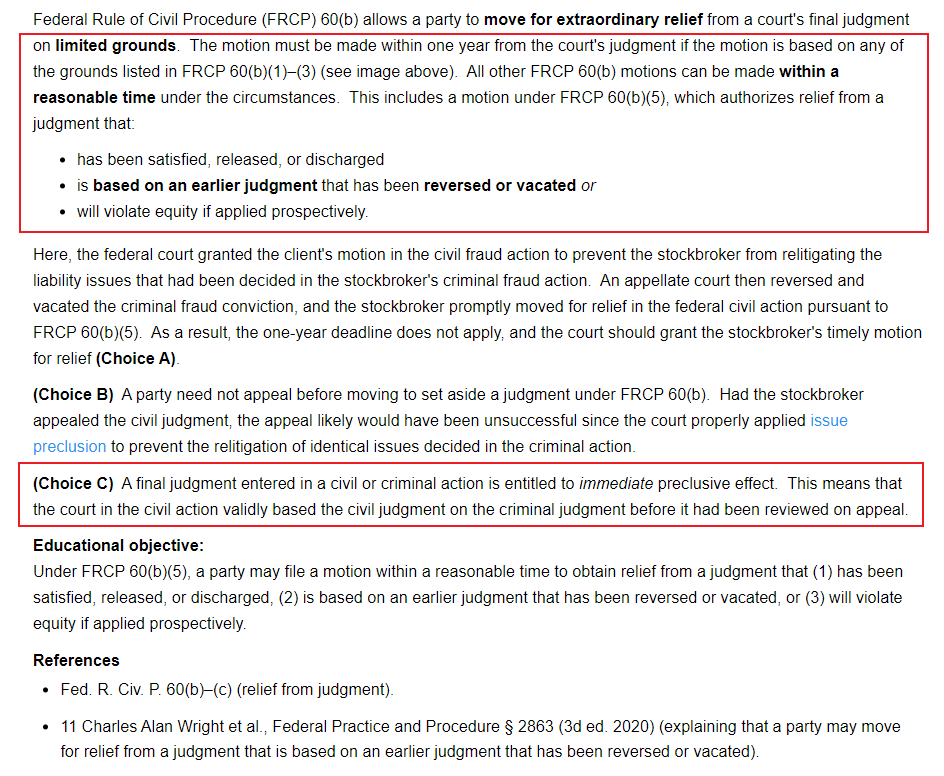 Federal Rule of Civil Procedure (FRCP) 60(b) allows a party to move for extraordinary relief from a court's final judgment
on limited grounds.  The motion must be made within one year from the court's judgment if the motion is based on any of
the grounds listed in FRCP 60(b)(1)–(3) (see image above).  All other FRCP 60(b) motions can be made within a
reasonable time under the circumstances.  This includes a motion under FRCP 60(b)(5), which authorizes relief from a
judgment that:
• has been satisfied, released, or discharged
• is based on an earlier judgment that has been reversed or vacated or
• will violate equity if applied prospectively.
Here, the federal court granted the client's motion in the civil fraud action to prevent the stockbroker from relitigating the
liability issues that had been decided in the stockbroker's criminal fraud action.  An appellate court then reversed and
vacated the criminal fraud conviction, and the stockbroker promptly moved for relief in the federal civil action pursuant to
FRCP 60(b)(5).  As a result, the one-year deadline does not apply, and the court should grant the stockbroker's timely motion
for relief (Choice A).
(Choice B)  A party need not appeal before moving to set aside a judgment under FRCP 60(b).  Had the stockbroker
appealed the civil judgment, the appeal likely would have been unsuccessful since the court properly applied issue
preclusion to prevent the relitigation of identical issues decided in the criminal action.
(Choice C)  A final judgment entered in a civil or criminal action is entitled to immediate preclusive effect.  This means that
the court in the civil action validly based the civil judgment on the criminal judgment before it had been reviewed on appeal.
Educational objective:
Under FRCP 60(b)(5), a party may file a motion within a reasonable time to obtain relief from a judgment that (1) has been
satisfied, released, or discharged, (2) is based on an earlier judgment that has been reversed or vacated, or (3) will violate
equity if applied prospectively.
References
• Fed. R. Civ. P. 60(b)–(c) (relief from judgment).
• 11 Charles Alan Wright et al., Federal Practice and Procedure § 2863 (3d ed. 2020) (explaining that a party may move
for relief from a judgment that is based on an earlier judgment that has been reversed or vacated).